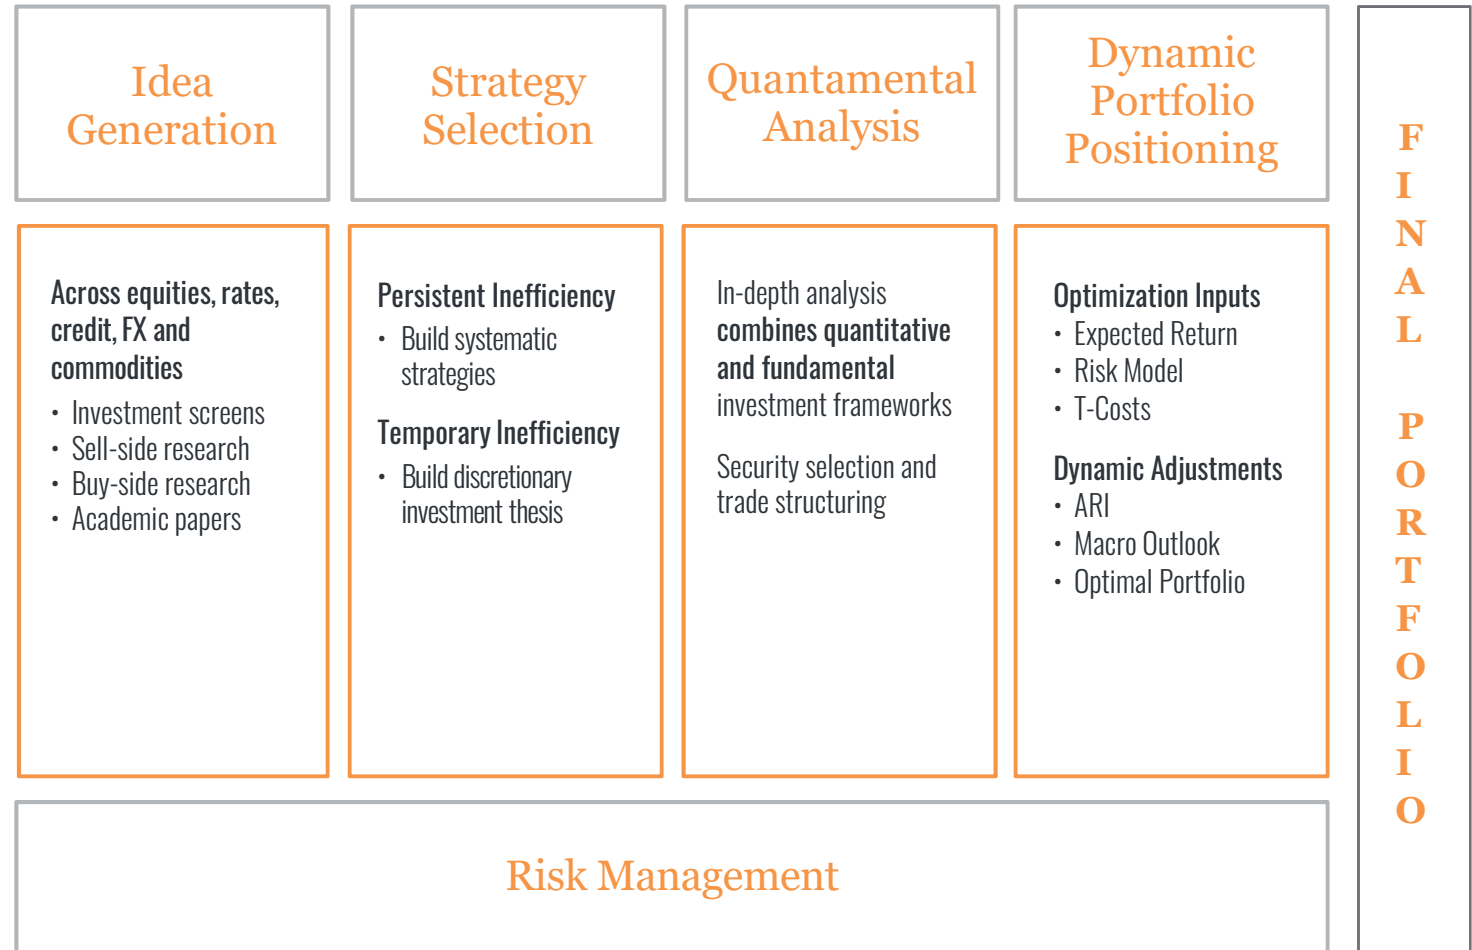 Idea
Generation
Strategy
Selection
Quantamental
Analysis
Dynamic
Portfolio
Positioning
Across equities, rates,
credit, FX and
commodities
• Investment screens
• Sell-side research
• Buy-side research
• Academic papers
Persistent Inefficiency
• Build systematic
strategies
Temporary Inefficiency
• Build discretionary
investment thesis
In-depth analysis
combines quantitative
and fundamental
investment frameworks
Security selection and
trade structuring
Optimization Inputs
• Expected Return
• Risk Model
• T-Costs
Dynamic Adjustments
• ARI
• Macro Outlook
• Optimal Portfolio
Risk Management
FINAL PORTFOLIO